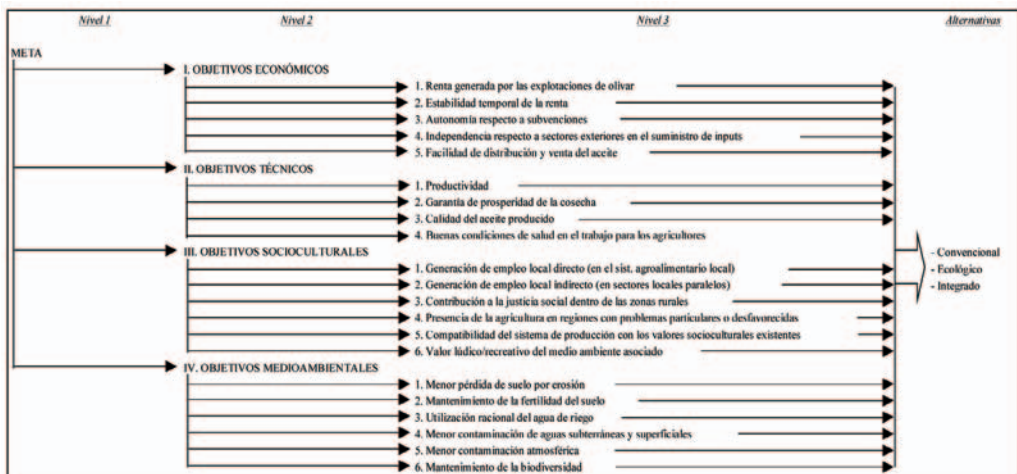 Nivel 1 Nivel 2 Nivel 3 Alternativas
META
I. OBJETIVOS ECONÓMICOS
1. Renta generada por las explotaciones de olivar
2. Estabilidad temporal de la renta
3. Autonomía respecto a subvenciones
4. Independencia respecto a sectores exteriores en el suministro de inputs
5. Facilidad de distribución y venta del aceite
II. OBJETIVOS TÉCNICOS
1. Productividad
2. Garantía de prosperidad de la cosecha
3. Calidad del aceite producido
4. Buenas condiciones de salud en el trabajo para los agricultores
III. OBJETIVOS SOCIOCULTURALES
1. Generación de empleo local directo (en el sist. agroalimentario local)
2. Generación de empleo local indirecto (en sectores locales paralelos)
3. Contribución a la justicia social dentro de las zonas rurales
4. Presencia de la agricultura en regiones con problemas particulares o desfavorecidas
5. Compatibilidad del sistema de producción con los valores socioculturales existentes
6. Valor lúdico/recreativo del medio ambiente asociado
IV. OBJETIVOS MEDIOAMBIENTALES
1. Menor pérdida de suelo por erosión
2. Mantenimiento de la fertilidad del suelo
3. Utilización racional del agua de riego
4. Menor contaminación de aguas subterráneas y superficiales
5. Menor contaminación atmosférica
6. Mantenimiento de la biodiversidad
- Convencional
- Ecológico
- Integrado